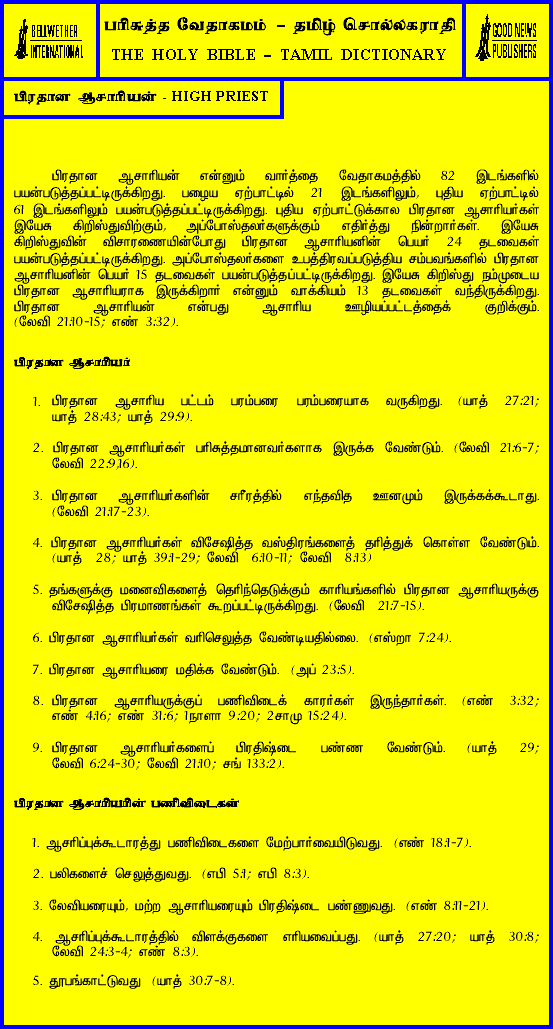 BELLWETHER
INTERNATIONAL
பரிசுத்த வேதாகமம் – தமிழ் சொல்லகராதி
THE HOLY BIBLE – TAMIL DICTIONARY
GOOD NEWS
PUBLISHERS
பிரதான ஆசாரியன் - HIGH PRIEST
பிரதான ஆசாரியன் என்னும் வார்த்தை வேதாகமத்தில் 82 இடங்களில்
பயன்படுத்தப்பட்டிருக்கிறது. பழைய ஏற்பாட்டில் 21 இடங்களிலும், புதிய ஏற்பாட்டில்
61 இடங்களிலும் பயன்படுத்தப்பட்டிருக்கிறது. புதிய ஏற்பாட்டுக்கால பிரதான ஆசாரியர்கள்
இயேசு கிறிஸ்துவிற்கும், அப்போஸ்தலர்களுக்கும் எதிர்த்து நின்றார்கள். இயேசு
கிறிஸ்துவின் விசாரணையின்போது பிரதான ஆசாரியனின் பெயர் 24 தடவைகள்
பயன்படுத்தப்பட்டிருக்கிறது. அப்போஸ்தலர்களை உபத்திரவப்படுத்திய சம்பவங்களில் பிரதான
ஆசாரியனின் பெயர் 15 தடவைகள் பயன்படுத்தப்பட்டிருக்கிறது. இயேசு கிறிஸ்து நம்முடைய
பிரதான ஆசாரியராக இருக்கிறார் என்னும் வாக்கியம் 13 தடவைகள் வந்திருக்கிறது.
பிரதான ஆசாரியன் என்பது ஆசாரிய ஊழியப்பட்டத்தைக் குறிக்கும்.
(லேவி 21:10-15; எண் 3:32).
பிரதான ஆசாரியர்
1. பிரதான ஆசாரிய பட்டம் பரம்பரை பரம்பரையாக வருகிறது. (யாத் 27:21;
யாத் 28:43; யாத் 29:9).
2. பிரதான ஆசாரியர்கள் பரிசுத்தமானவர்களாக இருக்க வேண்டும். (லேவி 21:6-7;
லேவி 22:9,16).
3. பிரதான ஆசாரியர்களின் சரீரத்தில் எந்தவித ஊனமும் இருக்கக்கூடாது.
(லேவி 21:17-23).
4. பிரதான ஆசாரியர்கள் விசேஷித்த வஸ்திரங்களைத் தரித்துக் கொள்ள வேண்டும்.
(யாத் 28; யாத் 39:1-29; லேவி 6:10-11; லேவி 8:13)
5. தங்களுக்கு மனைவிகளைத் தெரிந்தெடுக்கும் காரியங்களில் பிரதான ஆசாரியருக்கு
விசேஷித்த பிரமாணங்கள் கூறப்பட்டிருக்கிறது. (லேவி 21:7-15).
6. பிரதான ஆசாரியர்கள் வரிசெலுத்த வேண்டியதில்லை. (எஸ்றா 7:24).
7. பிரதான ஆசாரியரை மதிக்க வேண்டும். (அப் 23:5).
8. பிரதான ஆசாரியருக்குப் பணிவிடைக் காரர்கள் இருந்தார்கள். (எண் 3:32;
எண் 4:16; எண் 31:6; 1நாளா 9:20; 2சாமு 15:24).
9. பிரதான ஆசாரியர்களைப் பிரதிஷ்டை பண்ண வேண்டும். (யாத் 29;
லேவி 6:24-30; லேவி 21:10; சங் 133:2).
பிரதான ஆசாரியரின் பணிவிடைகள்
1. ஆசரிப்புக்கூடாரத்து பணிவிடைகளை மேற்பார்வையிடுவது. (எண் 18:1-7).
2. பலிகளைச் செலுத்துவது. (எபி 5:1; எபி 8:3).
3. லேவியரையும், மற்ற ஆசாரியரையும் பிரதிஷ்டை பண்ணுவது. (எண் 8:11-21).
4. ஆசரிப்புக்கூடாரத்தில் விளக்குகளை எரியவைப்பது. (யாத் 27:20; யாத் 30:8;
லேவி 24:3-4; எண் 8:3).
5. தூபங்காட்டுவது (யாத் 30:7-8).